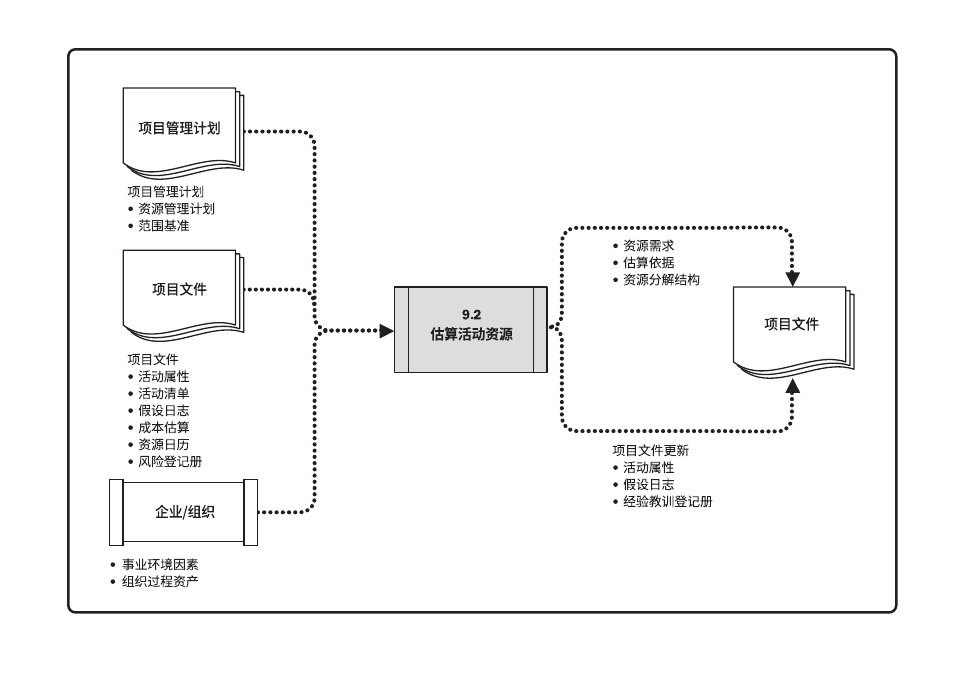 项目管理计划
项目管理计划
• 资源管理计划
• 范围基准
项目文件
项目文件
• 活动属性
• 活动清单
• 假设日志
• 成本估算
• 资源日历
• 风险登记册
企业/组织
• 事业环境因素
• 组织过程资产
9.2
估算活动资源
• 资源需求
• 估算依据
• 资源分解结构
项目文件
项目文件更新
• 活动属性
• 假设日志
• 经验教训登记册